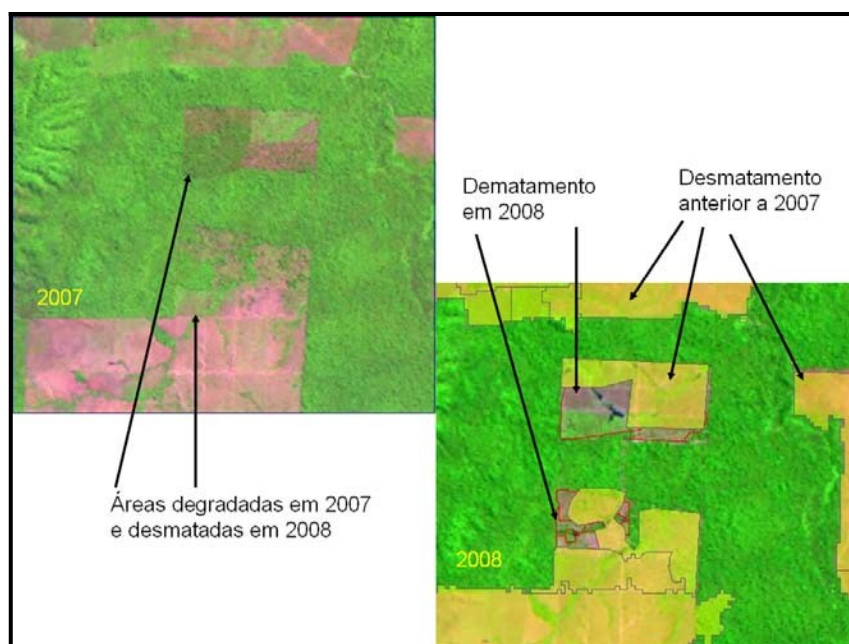 2007
Áreas degradadas em 2007
e desmatadas em 2008
Dematamento
em 2008
Desmatamento
anterior a 2007
2008